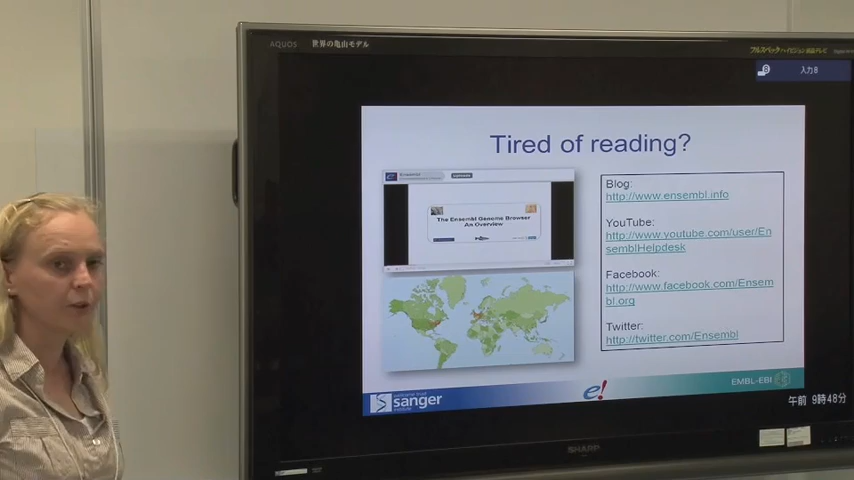 AQUOS 世界の亀山モデル
入力8
Tired of reading?
The Ensembl Genome Browser
An Overview
Blog:
http://www.ensembl.info
YouTube:
http://www.youtube.com/user/En
semblHelpdesk
Facebook:
http://www.facebook.com/Ensem
bl.org
Twitter:
http://twitter.com/Ensembl
sanger
e!
EMBL-EBI
午前 9時48分
SHARP